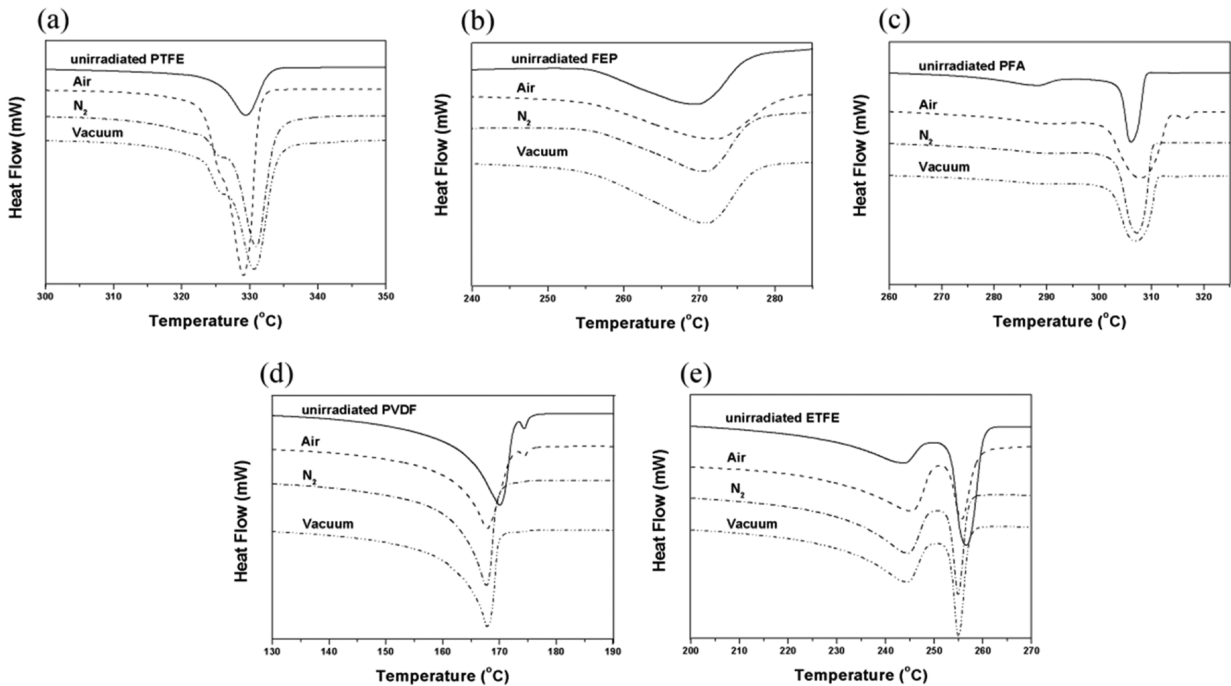 (a)
unirradiated PTFE
Air
N2
Vacuum
Heat Flow (mW)
300 310 320 330 340 350
Temperature (°C)
(b)
unirradiated FEP
Air
N2
Vacuum
Heat Flow (mW)
240 250 260 270 280
Temperature (°C)
(c)
unirradiated PFA
Air
N2
Vacuum
Heat Flow (mW)
260 270 280 290 300 310 320
Temperature (°C)
(d)
unirradiated PVDF
Air
N2
Vacuum
Heat Flow (mW)
130 140 150 160 170 180 190
Temperature (°C)
(e)
unirradiated ETFE
Air
N2
Vacuum
Heat Flow (mW)
200 210 220 230 240 250 260 270
Temperature (°C)